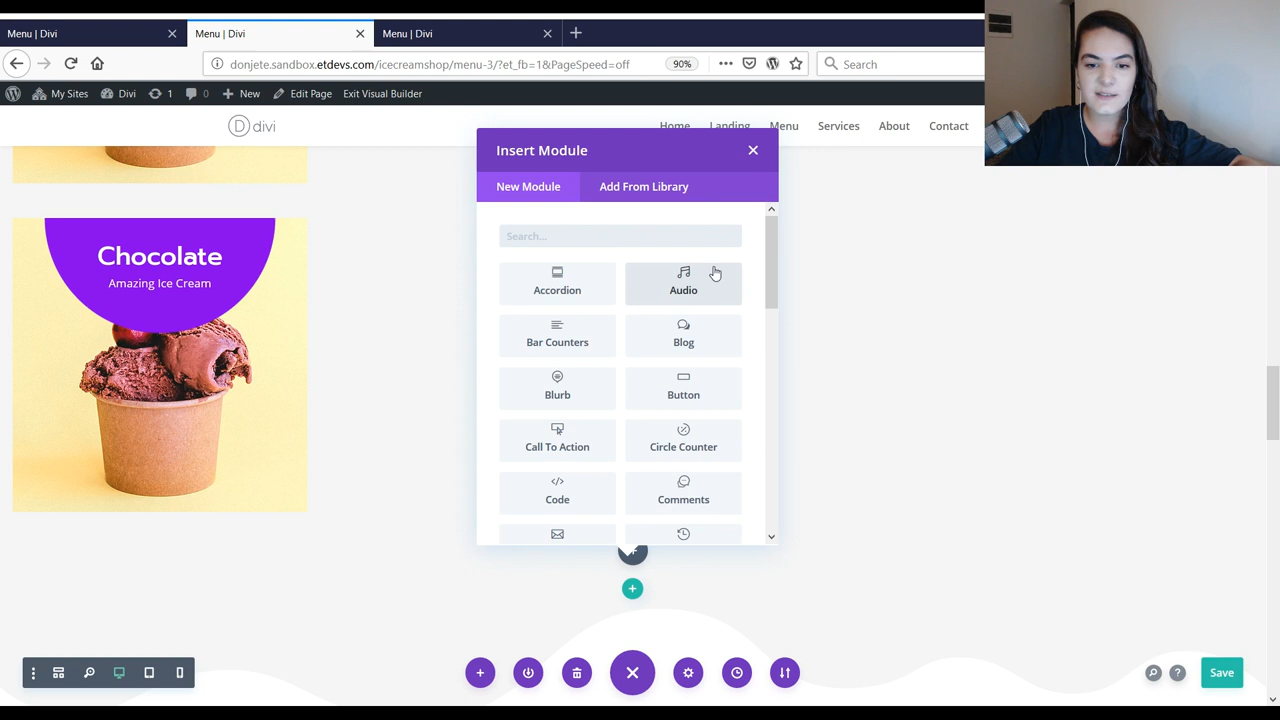 Menu | Divi
Menu | Divi
Menu | Divi
donjete.sandbox.etdevs.com/icecreamshop/menu-3/?et_fb=1&PageSpeed=off
90%
Search
My Sites
Divi
1
0
New
Edit Page
Exit Visual Builder
D divi
Home
Landing
Menu
Services
About
Contact
Insert Module
New Module
Add From Library
Search...
Accordion
Audio
Bar Counters
Blog
Blurb
Button
Call To Action
Circle Counter
Code
Comments
Chocolate
Amazing Ice Cream
Save